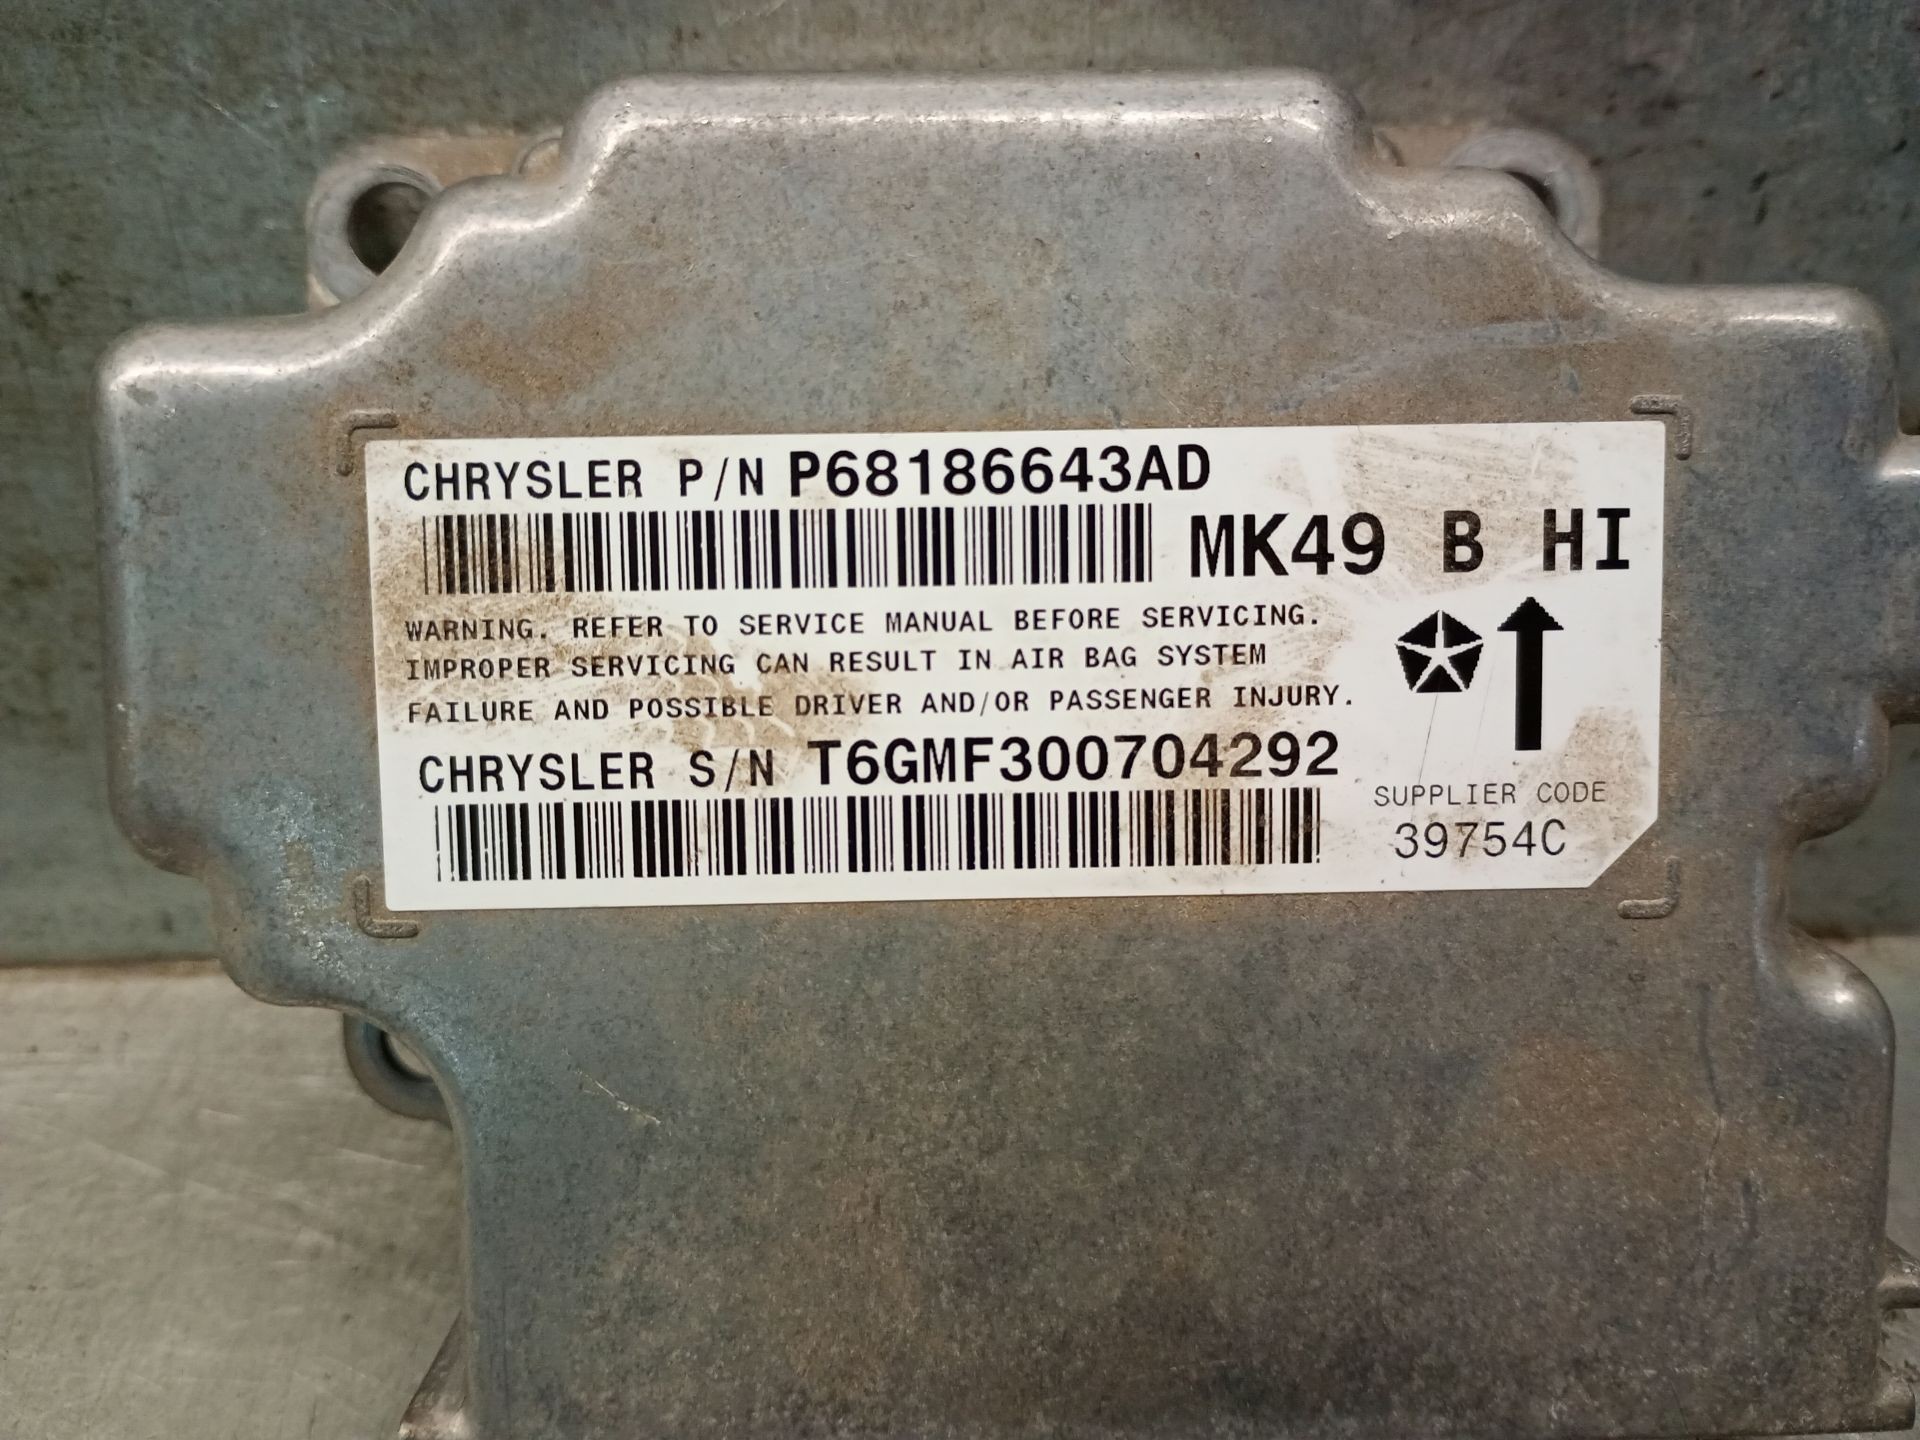 CHRYSLER P/N P68186643AD
MK49 B HI
WARNING. REFER TO SERVICE MANUAL BEFORE SERVICING.
IMPROPER SERVICING CAN RESULT IN AIR BAG SYSTEM
FAILURE AND POSSIBLE DRIVER AND/OR PASSENGER INJURY.
CHRYSLER S/N T6GMF300704292
SUPPLIER CODE
39754C